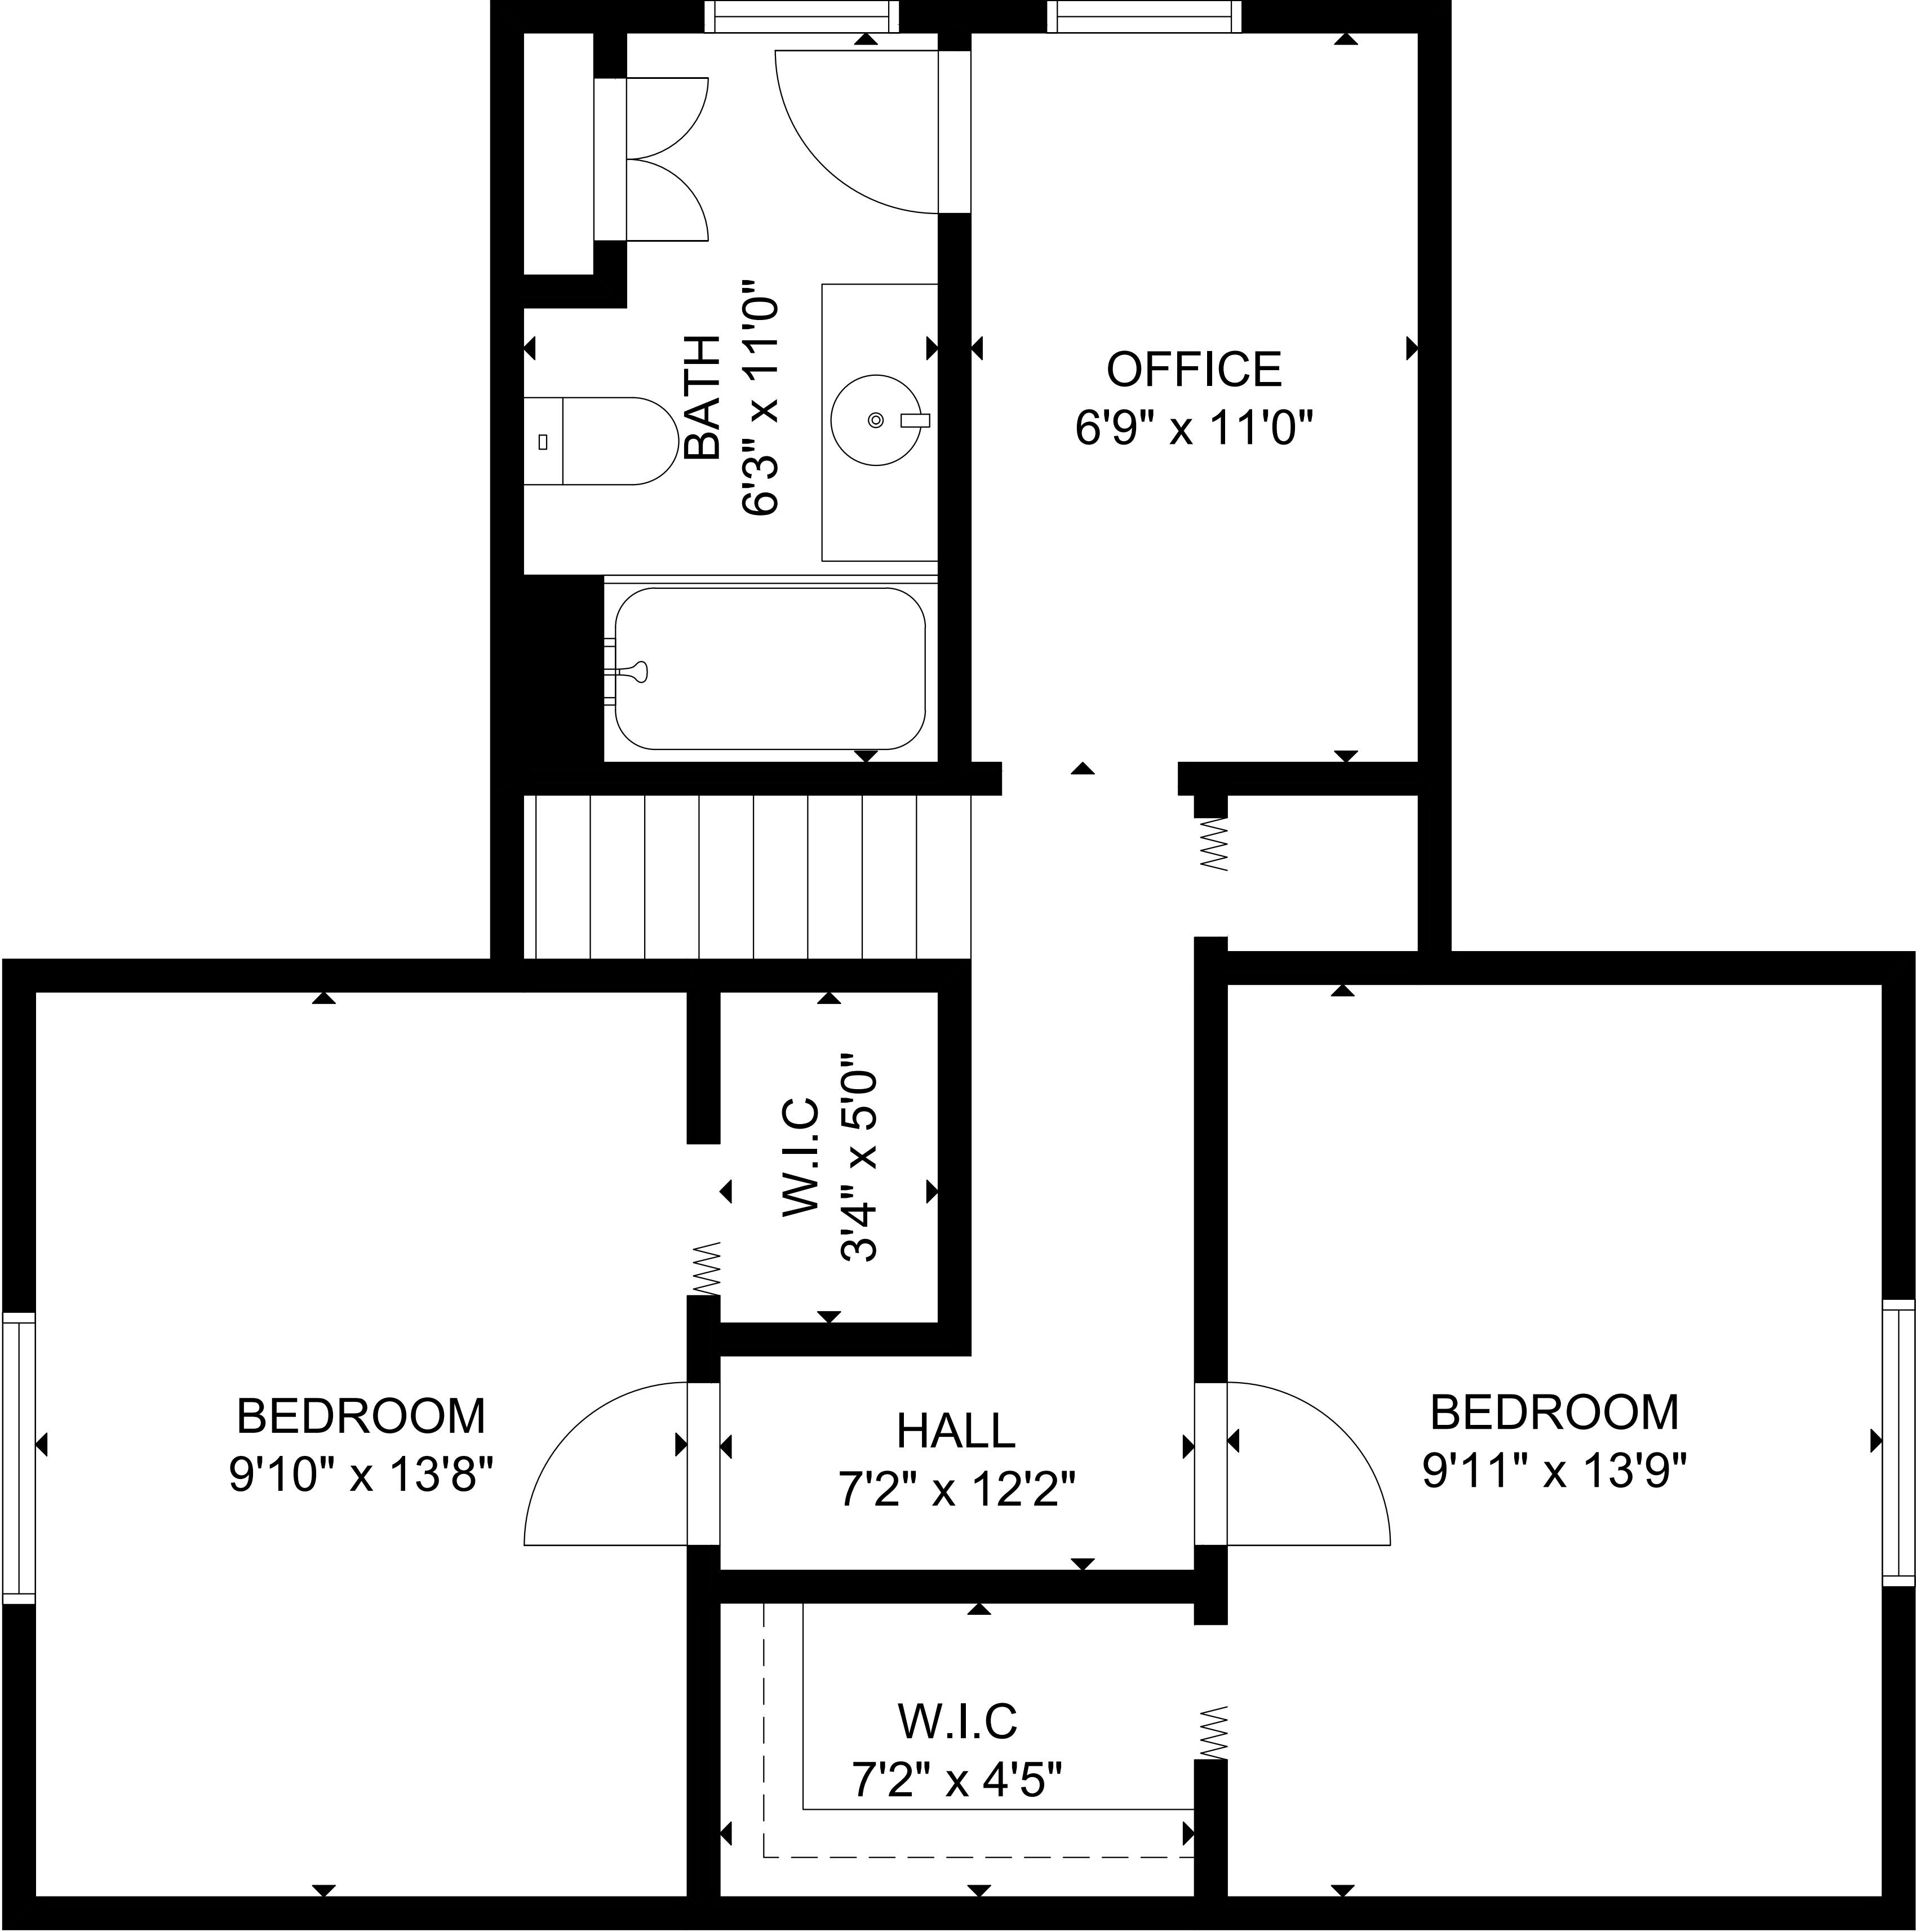 BATH
6'3" x 11'0"
OFFICE
6'9" x 11'0"
W.I.C
3'4" x 5'0"
BEDROOM
9'10" x 13'8"
HALL
7'2" x 12'2"
BEDROOM
9'11" x 13'9"
W.I.C
7'2" x 4'5"